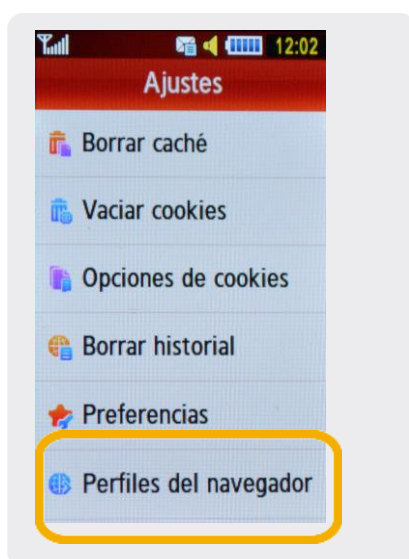 12:02
Ajustes
Borrar caché
Vaciar cookies
Opciones de cookies
Borrar historial
Preferencias
Perfiles del navegador